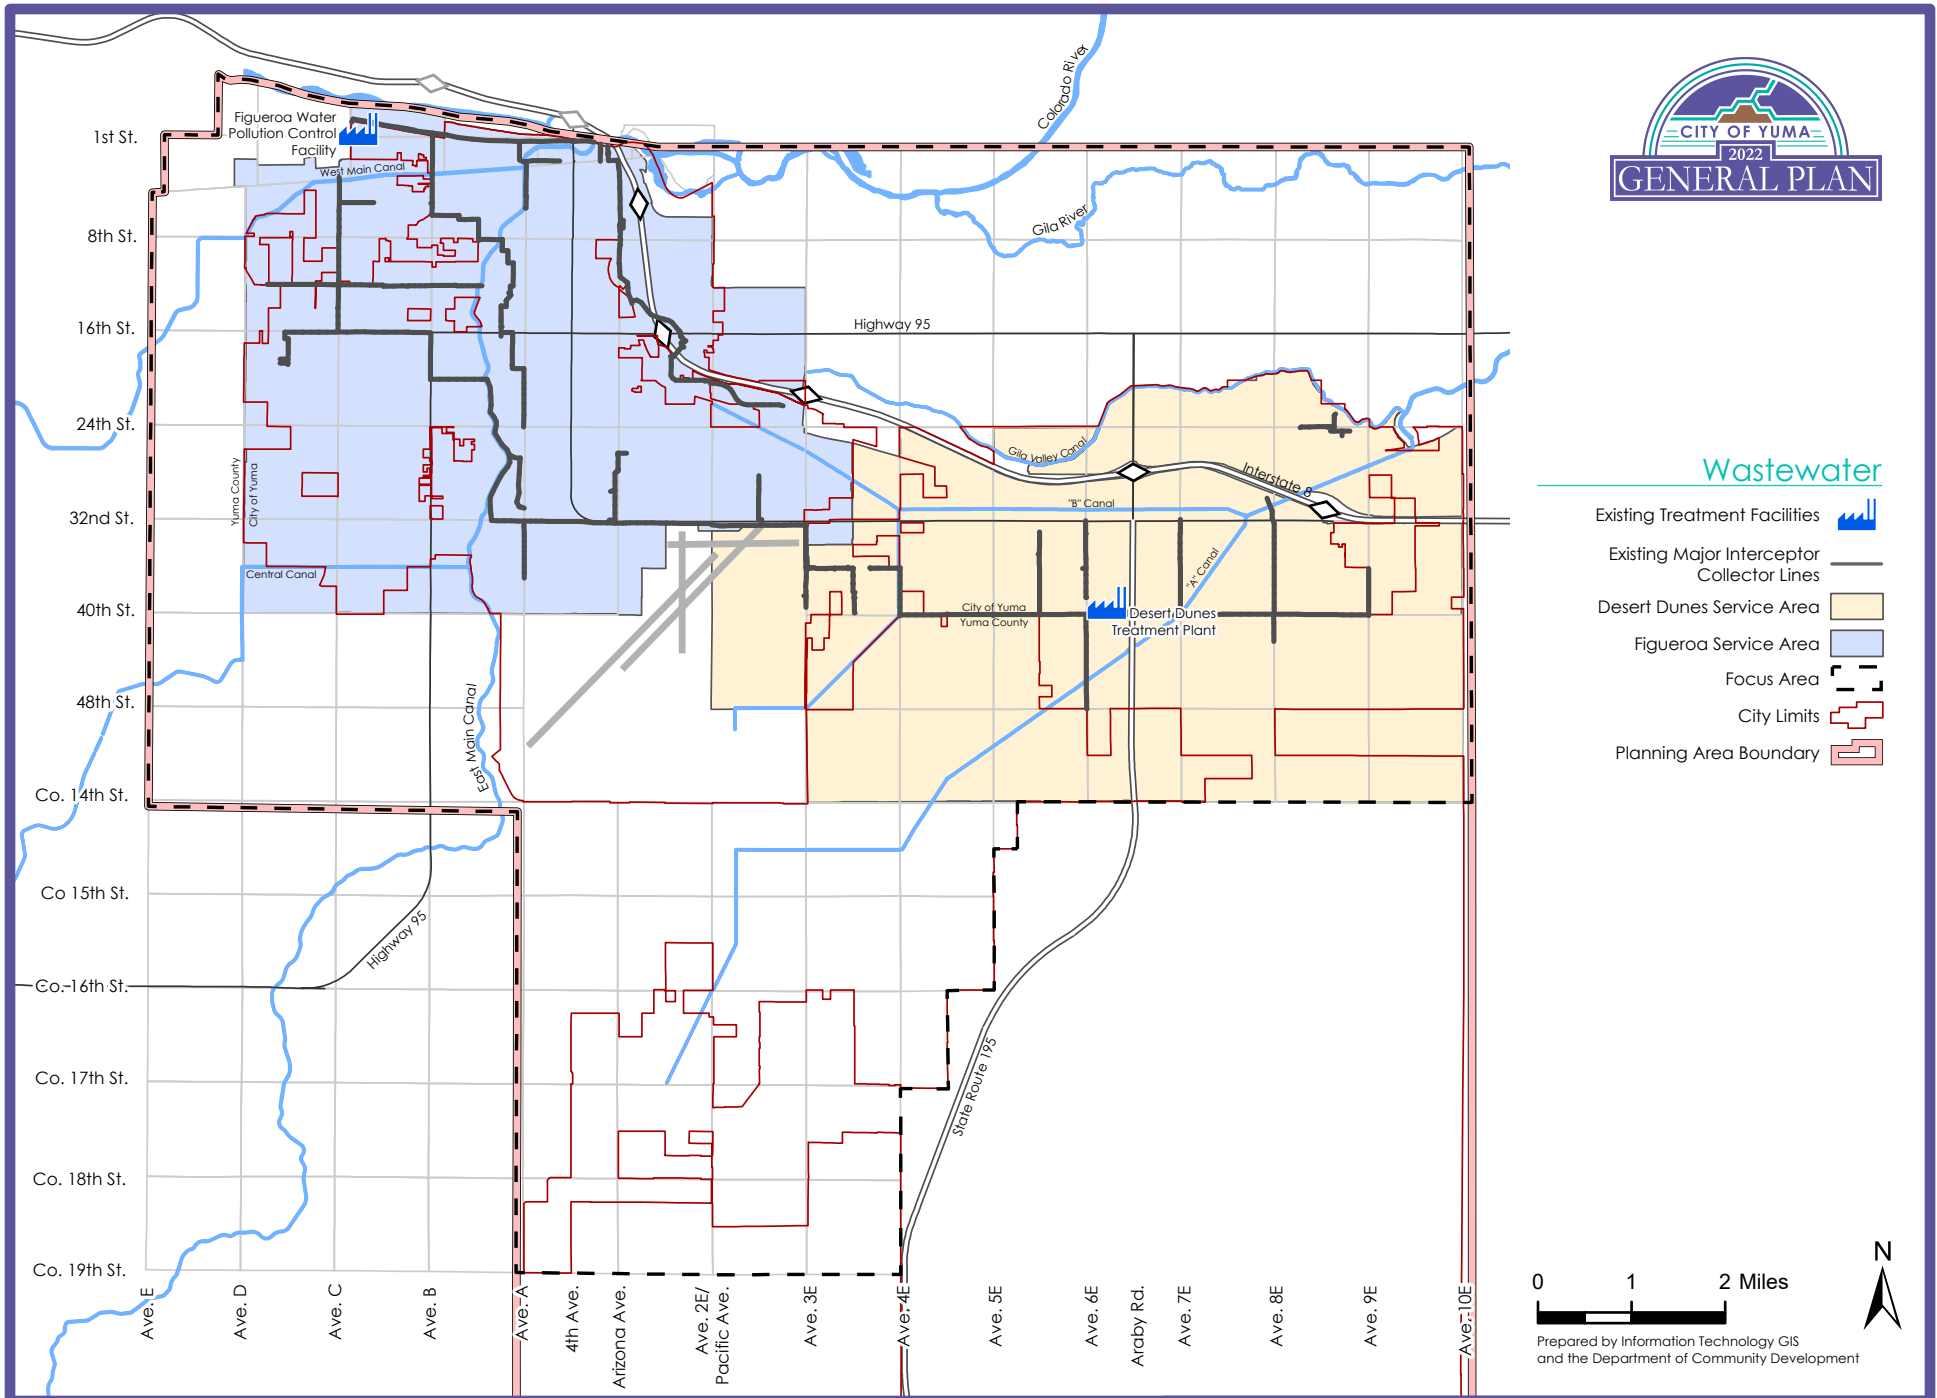 Colorado River
CITY OF YUMA
2022
GENERAL PLAN
Figueroa Water
Pollution Control
Facility
1st St.
West Main Canal
Gila River
8th St.
16th St.
Highway 95
24th St.
Gila Valley Canal
Interstate 8
Yuma County
City of Yuma
"B" Canal
32nd St.
"A" Canal
Central Canal
40th St.
City of Yuma
Yuma County
Desert Dunes
Treatment Plant
48th St.
East Main Canal
Co. 14th St.
Co 15th St.
Highway 95
Co. 16th St.
State Route 195
Co. 17th St.
Co. 18th St.
Co. 19th St.
Ave. E
Ave. D
Ave. C
Ave. B
Ave. A
4th Ave.
Arizona Ave.
Ave. 2E/
Pacific Ave.
Ave. 3E
Ave. 4E
Ave. 5E
Ave. 6E
Araby Rd.
Ave. 7E
Ave. 8E
Ave. 9E
Ave. 10E
Wastewater
Existing Treatment Facilities
Existing Major Interceptor
Collector Lines
Desert Dunes Service Area
Figueroa Service Area
Focus Area
City Limits
Planning Area Boundary
N
0 1 2 Miles
Prepared by Information Technology GIS
and the Department of Community Development